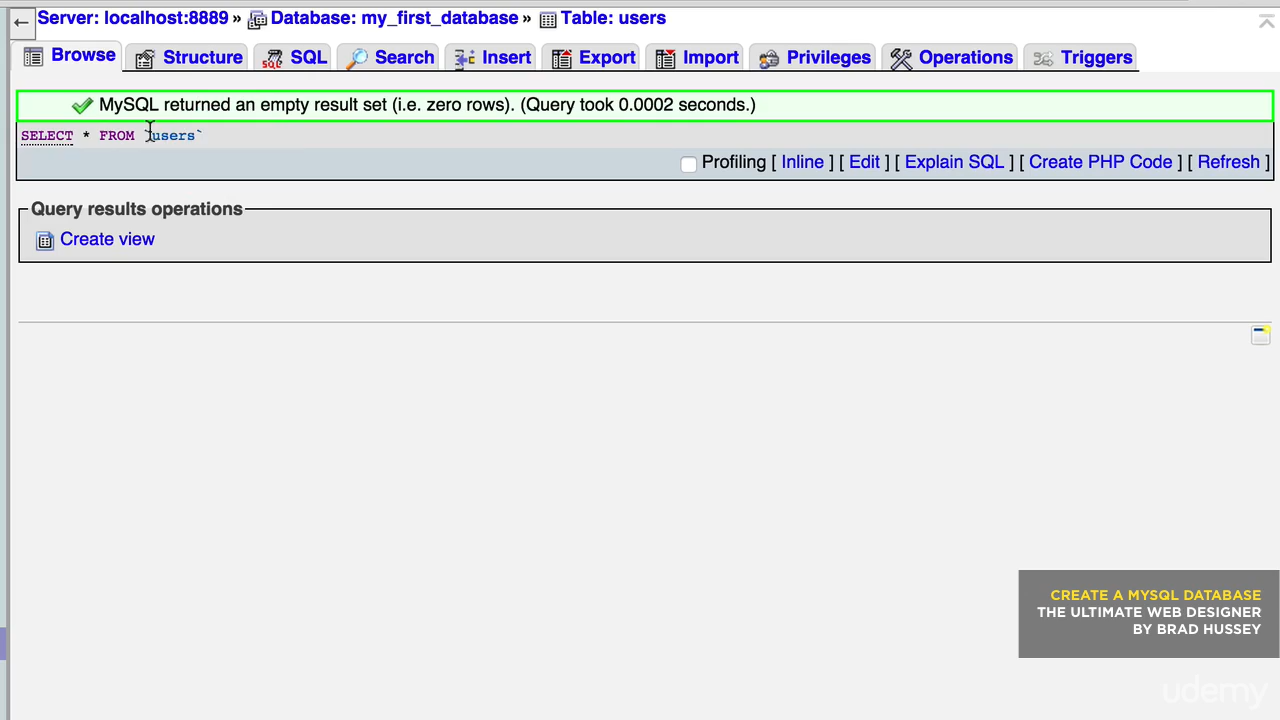 Server: localhost:8889 » Database: my_first_database » Table: users
Browse Structure SQL Search Insert Export Import Privileges Operations Triggers
MySQL returned an empty result set (i.e. zero rows). (Query took 0.0002 seconds.)
SELECT * FROM `users`
Profiling [ Inline ] [ Edit ] [ Explain SQL ] [ Create PHP Code ] [ Refresh ]
Query results operations
Create view
CREATE A MYSQL DATABASE
THE ULTIMATE WEB DESIGNER
BY BRAD HUSSEY
udemy